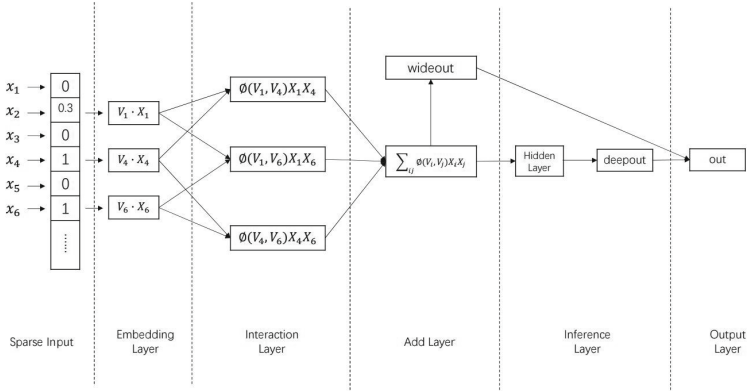 x₁ 0
x₂ 0.3
x₃ 0
x₄ 1
x₅ 0
x₆ 1
......
V₁ · X₁
V₄ · X₄
V₆ · X₆
Ø(V₁, V₄)X₁X₄
Ø(V₁, V₆)X₁X₆
Ø(V₄, V₆)X₄X₆
wideout
∑ᵢⱼ Ø(Vᵢ, Vⱼ)XᵢXⱼ
Hidden
Layer
deepout
out
Sparse Input
Embedding
Layer
Interaction
Layer
Add Layer
Inference
Layer
Output
Layer